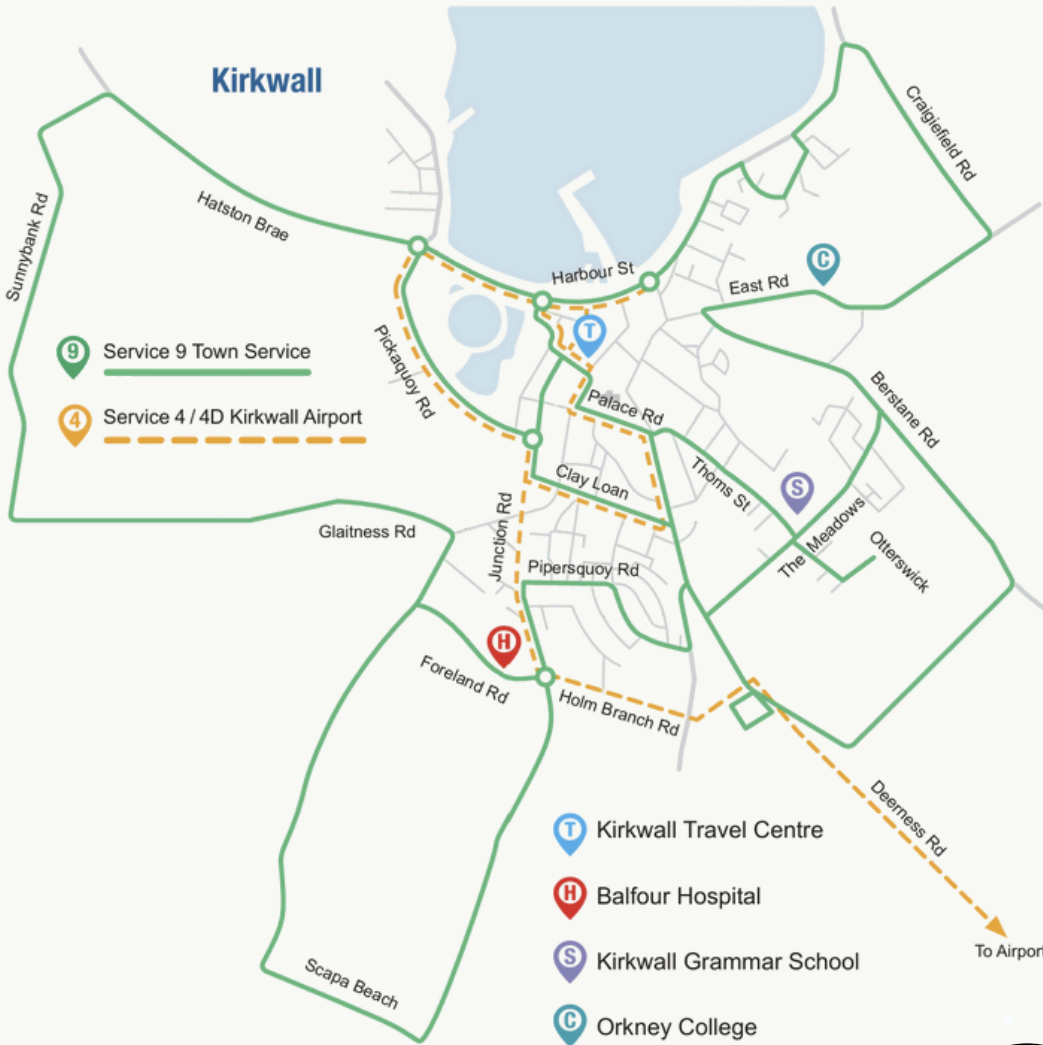 Kirkwall
Craigiefield Rd
Hatston Brae
Sunnybank Rd
Harbour St
East Rd
C
T
9 Service 9 Town Service
Pickaquoy Rd
4 Service 4 / 4D Kirkwall Airport
Palace Rd
Berstane Rd
Clay Loan
Thoms St
S
Glaitness Rd
Junction Rd
The Meadows
Otterswick
Pipersquoy Rd
H
Foreland Rd
Holm Branch Rd
Deerness Rd
T Kirkwall Travel Centre
H Balfour Hospital
S Kirkwall Grammar School
C Orkney College
To Airport
Scapa Beach